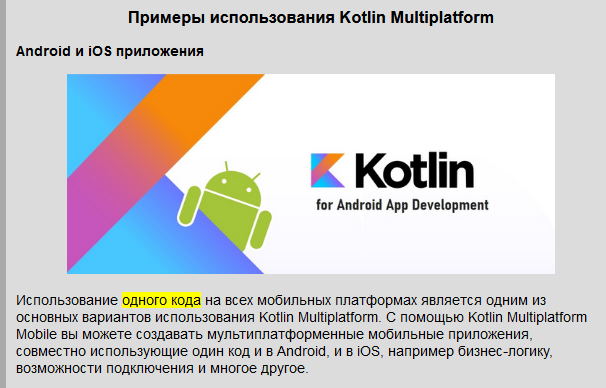 Примеры использования Kotlin Multiplatform
Android и iOS приложения
Kotlin
for Android App Development
Использование одного кода на всех мобильных платформах является одним из
основных вариантов использования Kotlin Multiplatform. С помощью Kotlin Multiplatform
Mobile вы можете создавать мультиплатформенные мобильные приложения,
совместно использующие один код и в Android, и в iOS, например бизнес-логику,
возможности подключения и многое другое.